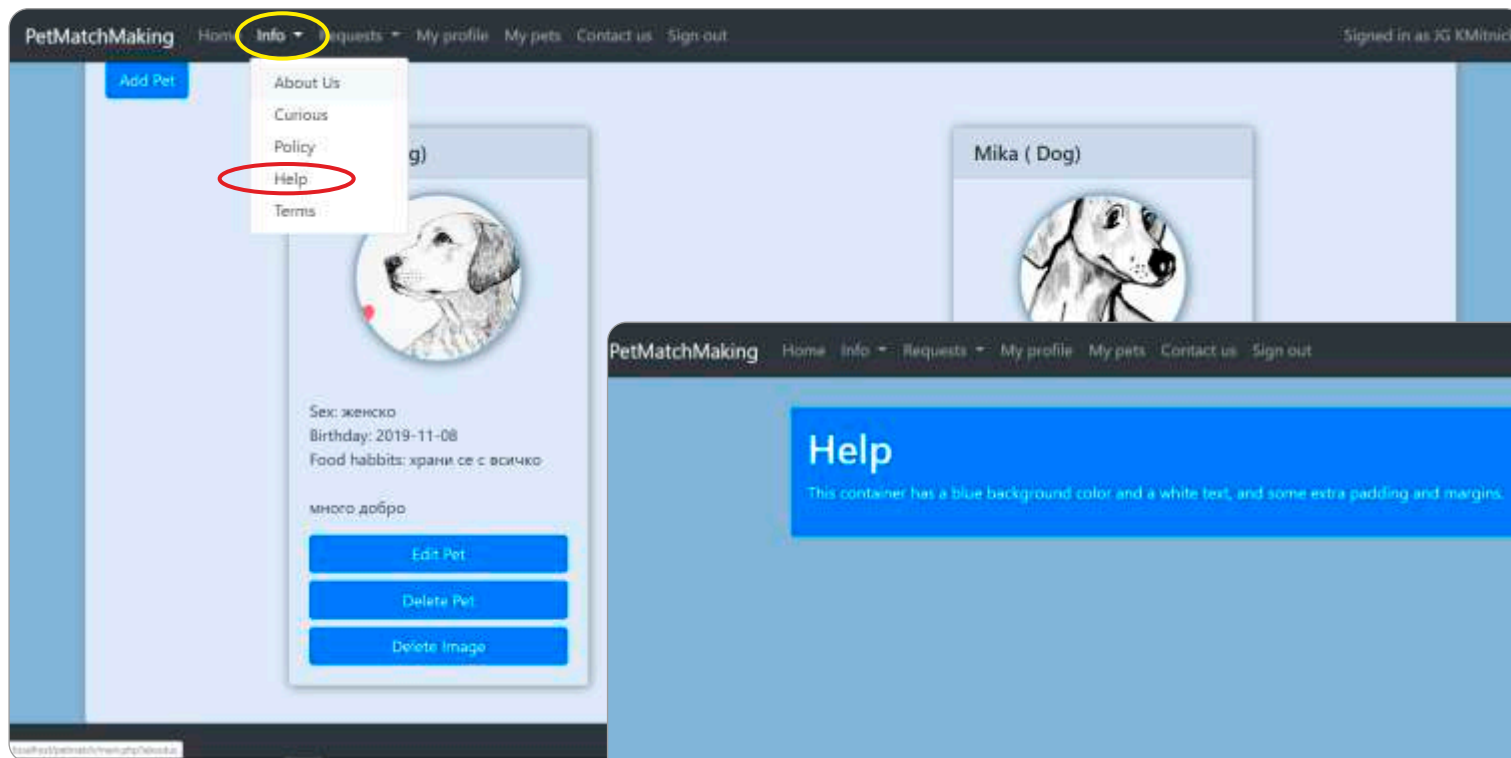 PetMatchMaking Home Info Requests My profile My pets Contact us Sign out Signed in as JG KMitnick
Add Pet
About Us
Curious
Policy
Help
Terms
g)
Sex: женско
Birthday: 2019-11-08
Food habbits: храни се с всичко
много добро
Edit Pet
Delete Pet
Delete Image
Mika ( Dog)
PetMatchMaking Home Info Requests My profile My pets Contact us Sign out
Help
This container has a blue background color and a white text, and some extra padding and margins.